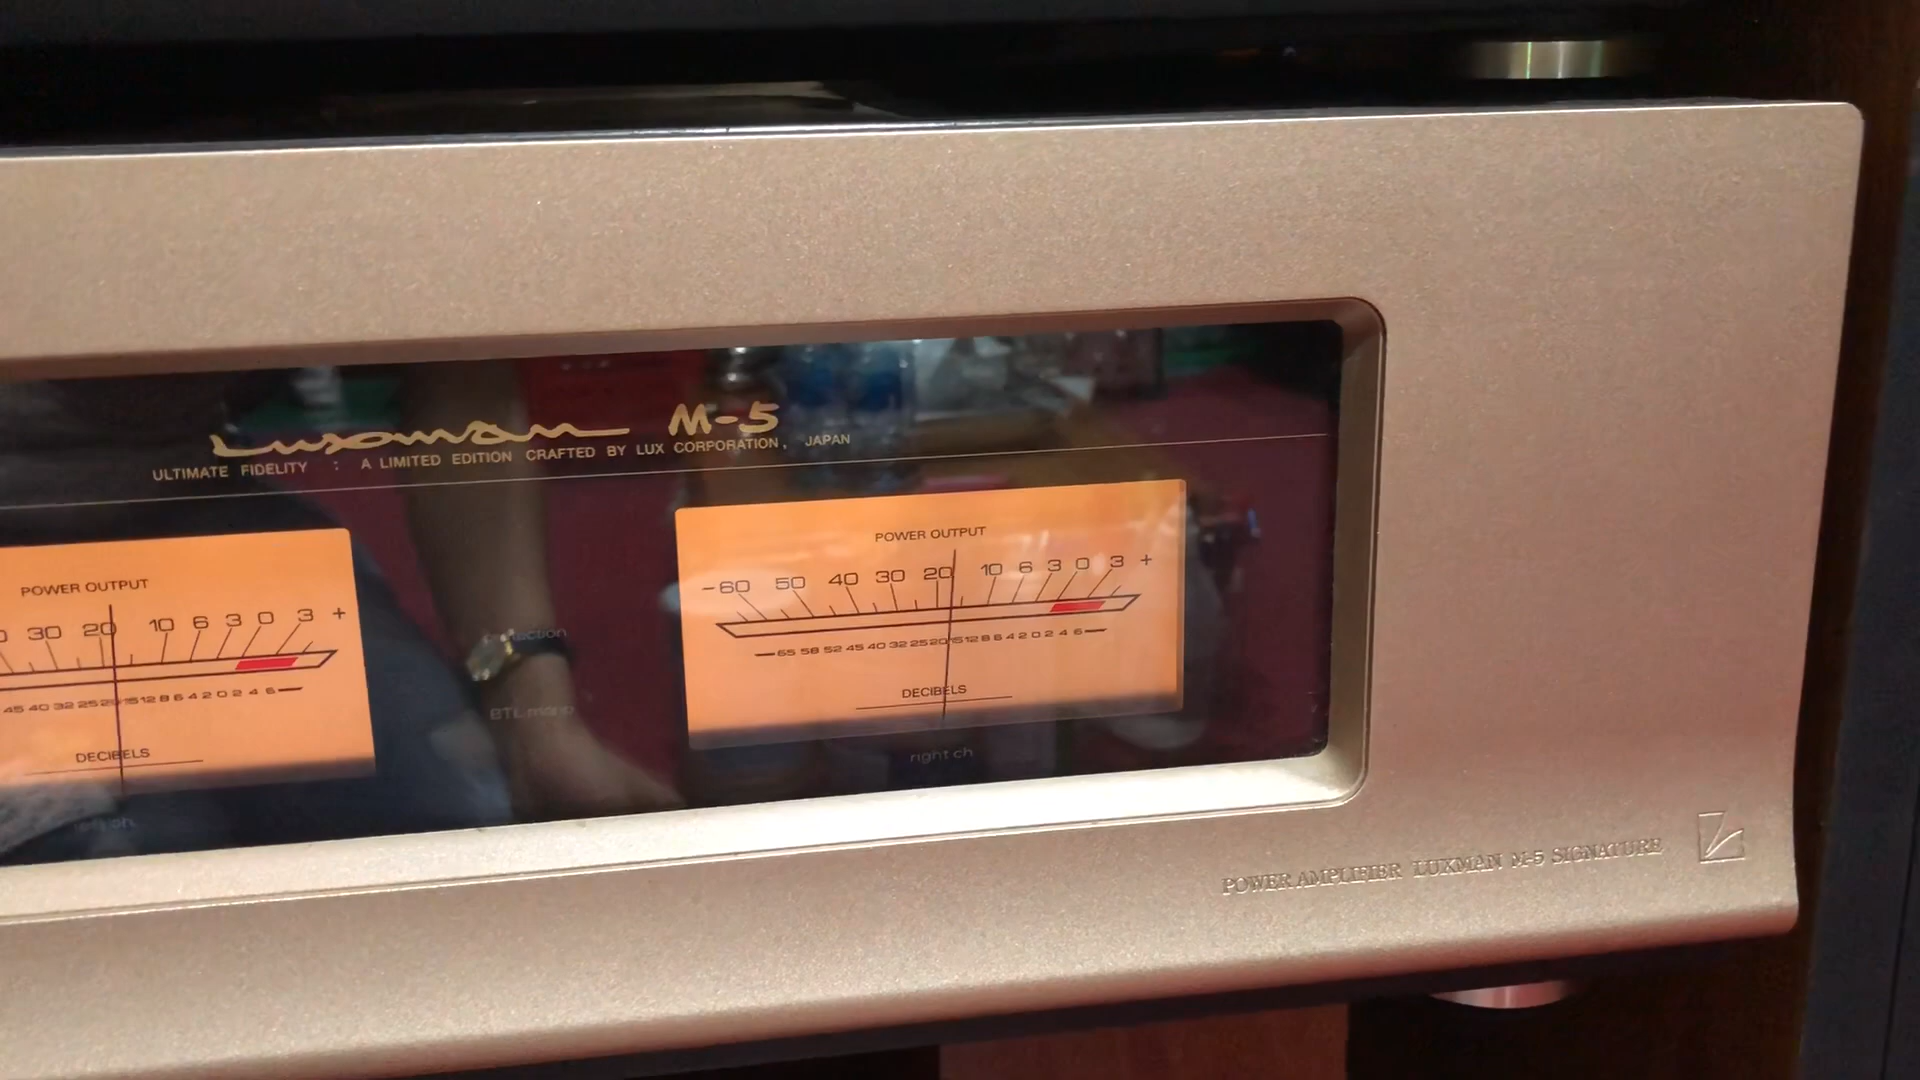 Luxman M-5
ULTIMATE FIDELITY : A LIMITED EDITION CRAFTED BY LUX CORPORATION, JAPAN
POWER OUTPUT
30 20 10 6 3 0 3 +
45 40 32 25 20 15 12 8 6 4 2 0 2 4 6
DECIBELS
left ch.
protection
BTL mono
POWER OUTPUT
-60 50 40 30 20 10 6 3 0 3 +
65 58 52 45 40 32 25 20 15 12 8 6 4 2 0 2 4 6
DECIBELS
right ch
POWER AMPLIFIER LUXMAN M-5 SIGNATURE